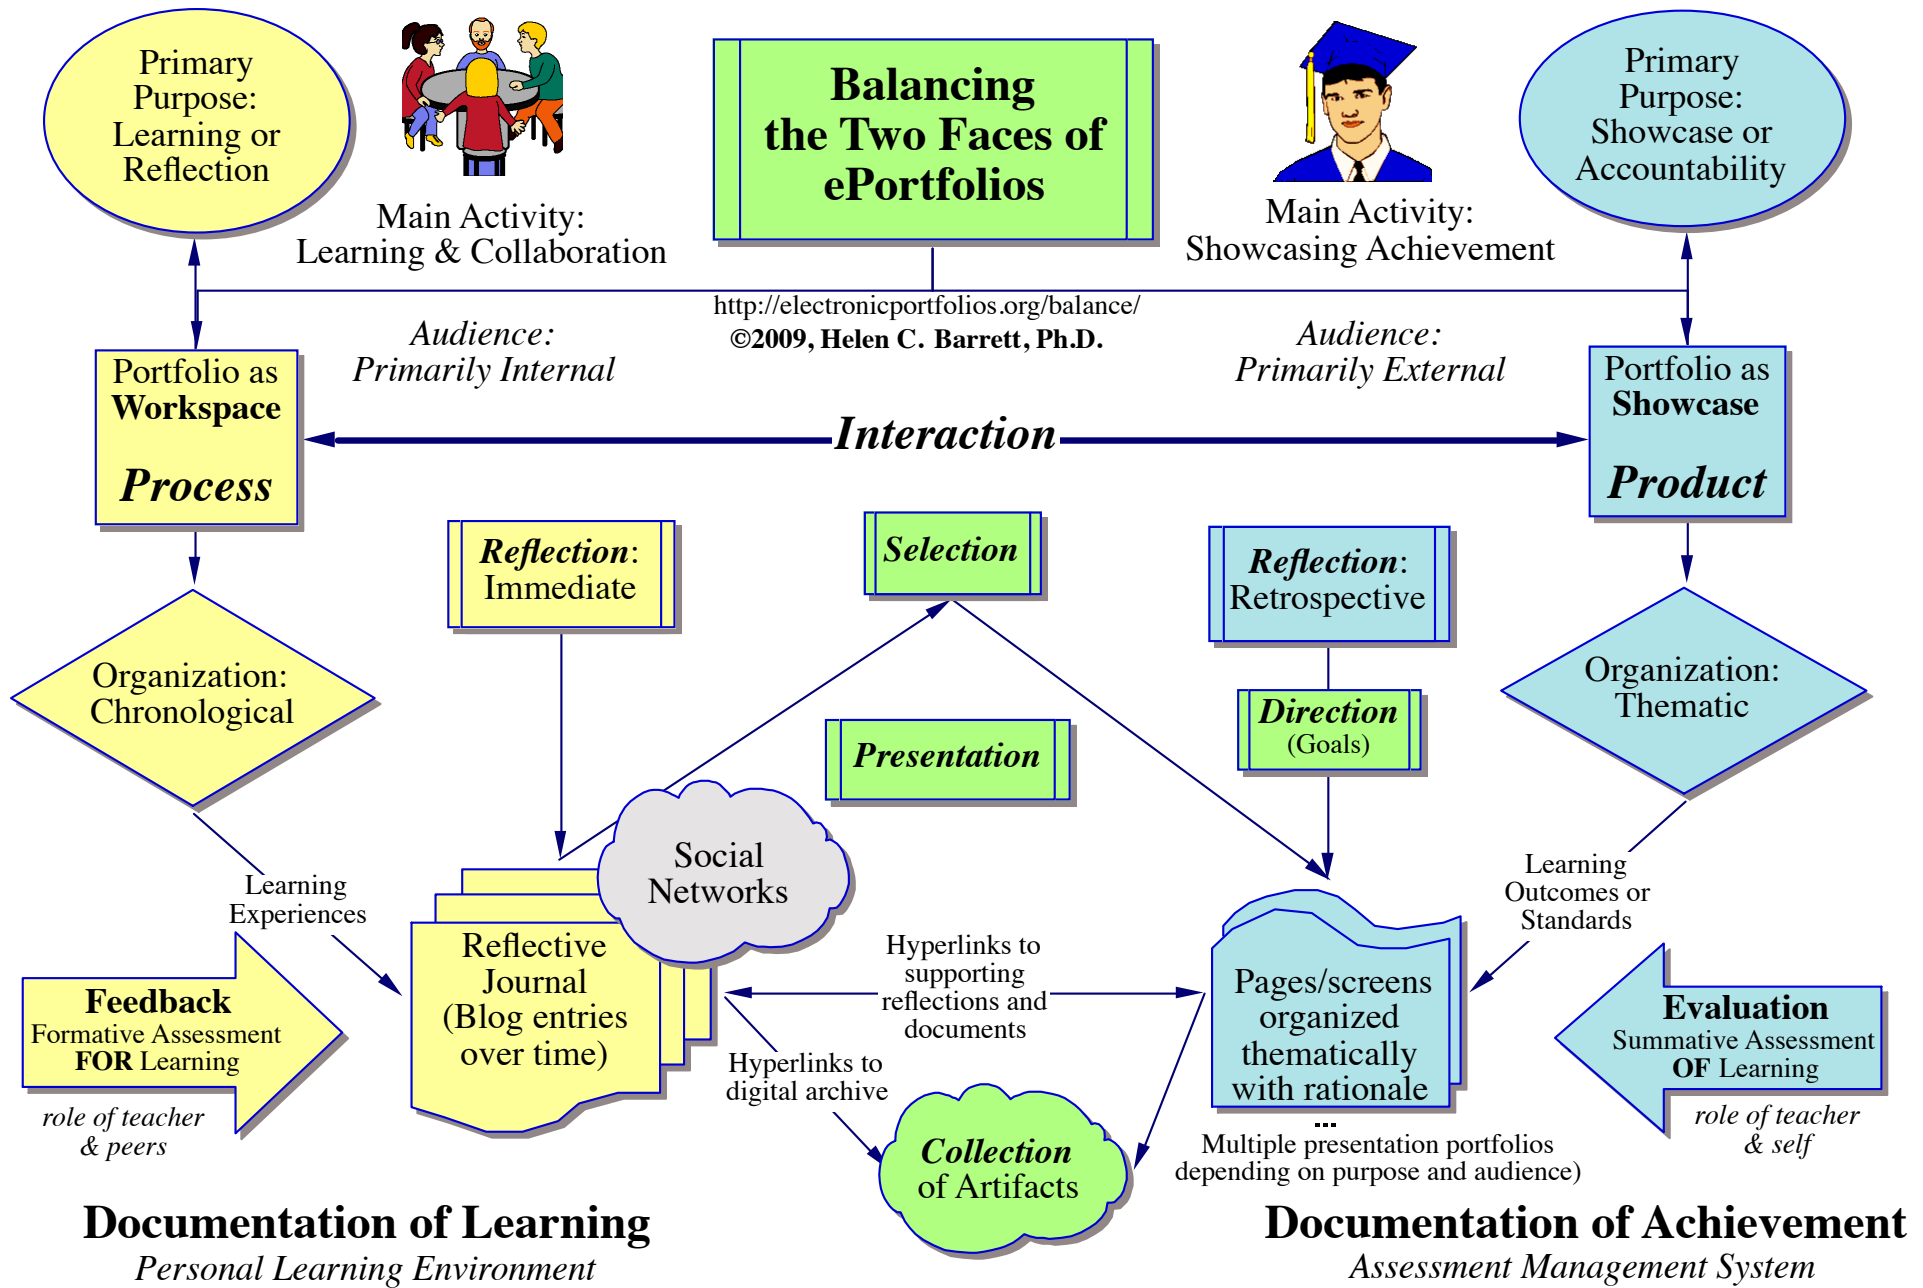 Primary
Purpose:
Learning or
Reflection
Main Activity:
Learning & Collaboration
Balancing
the Two Faces of
ePortfolios
Main Activity:
Showcasing Achievement
Primary
Purpose:
Showcase or
Accountability
http://electronicportfolios.org/balance/
©2009, Helen C. Barrett, Ph.D.
Audience:
Primarily Internal
Audience:
Primarily External
Portfolio as
Workspace
Process
Interaction
Portfolio as
Showcase
Product
Reflection:
Immediate
Selection
Reflection:
Retrospective
Organization:
Chronological
Presentation
Direction
(Goals)
Organization:
Thematic
Social
Networks
Learning
Experiences
Learning
Outcomes or
Standards
Feedback
Formative Assessment
FOR Learning
role of teacher
& peers
Reflective
Journal
(Blog entries
over time)
Hyperlinks to
supporting
reflections and
documents
Hyperlinks to
digital archive
Collection
of Artifacts
Pages/screens
organized
thematically
with rationale
...
Multiple presentation portfolios
depending on purpose and audience)
Evaluation
Summative Assessment
OF Learning
role of teacher
& self
Documentation of Learning
Personal Learning Environment
Documentation of Achievement
Assessment Management System